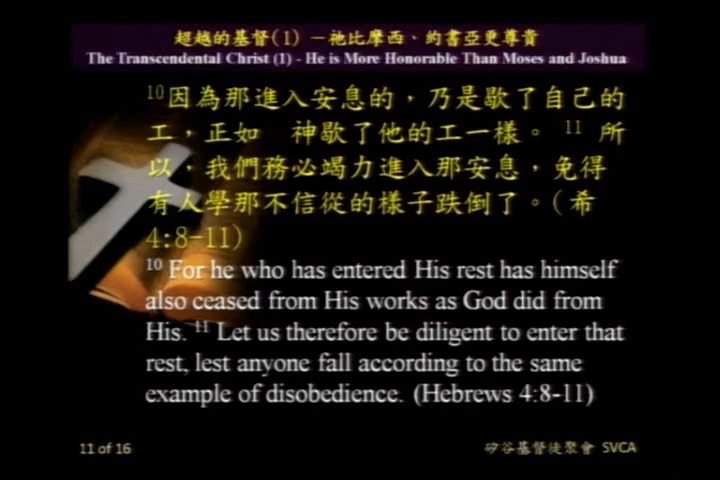 超越的基督(1) －祂比摩西、約書亞更尊貴
The Transcendental Christ (1) - He is More Honorable Than Moses and Joshua
10因為那進入安息的，乃是歇了自己的
工，正如　神歇了他的工一樣。 11 所
以，我們務必竭力進入那安息，免得
有人學那不信從的樣子跌倒了。(希
4:8-11)
10 For he who has entered His rest has himself
also ceased from His works as God did from
His. 11 Let us therefore be diligent to enter that
rest, lest anyone fall according to the same
example of disobedience. (Hebrews 4:8-11)
11 of 16
矽谷基督徒聚會 SVCA